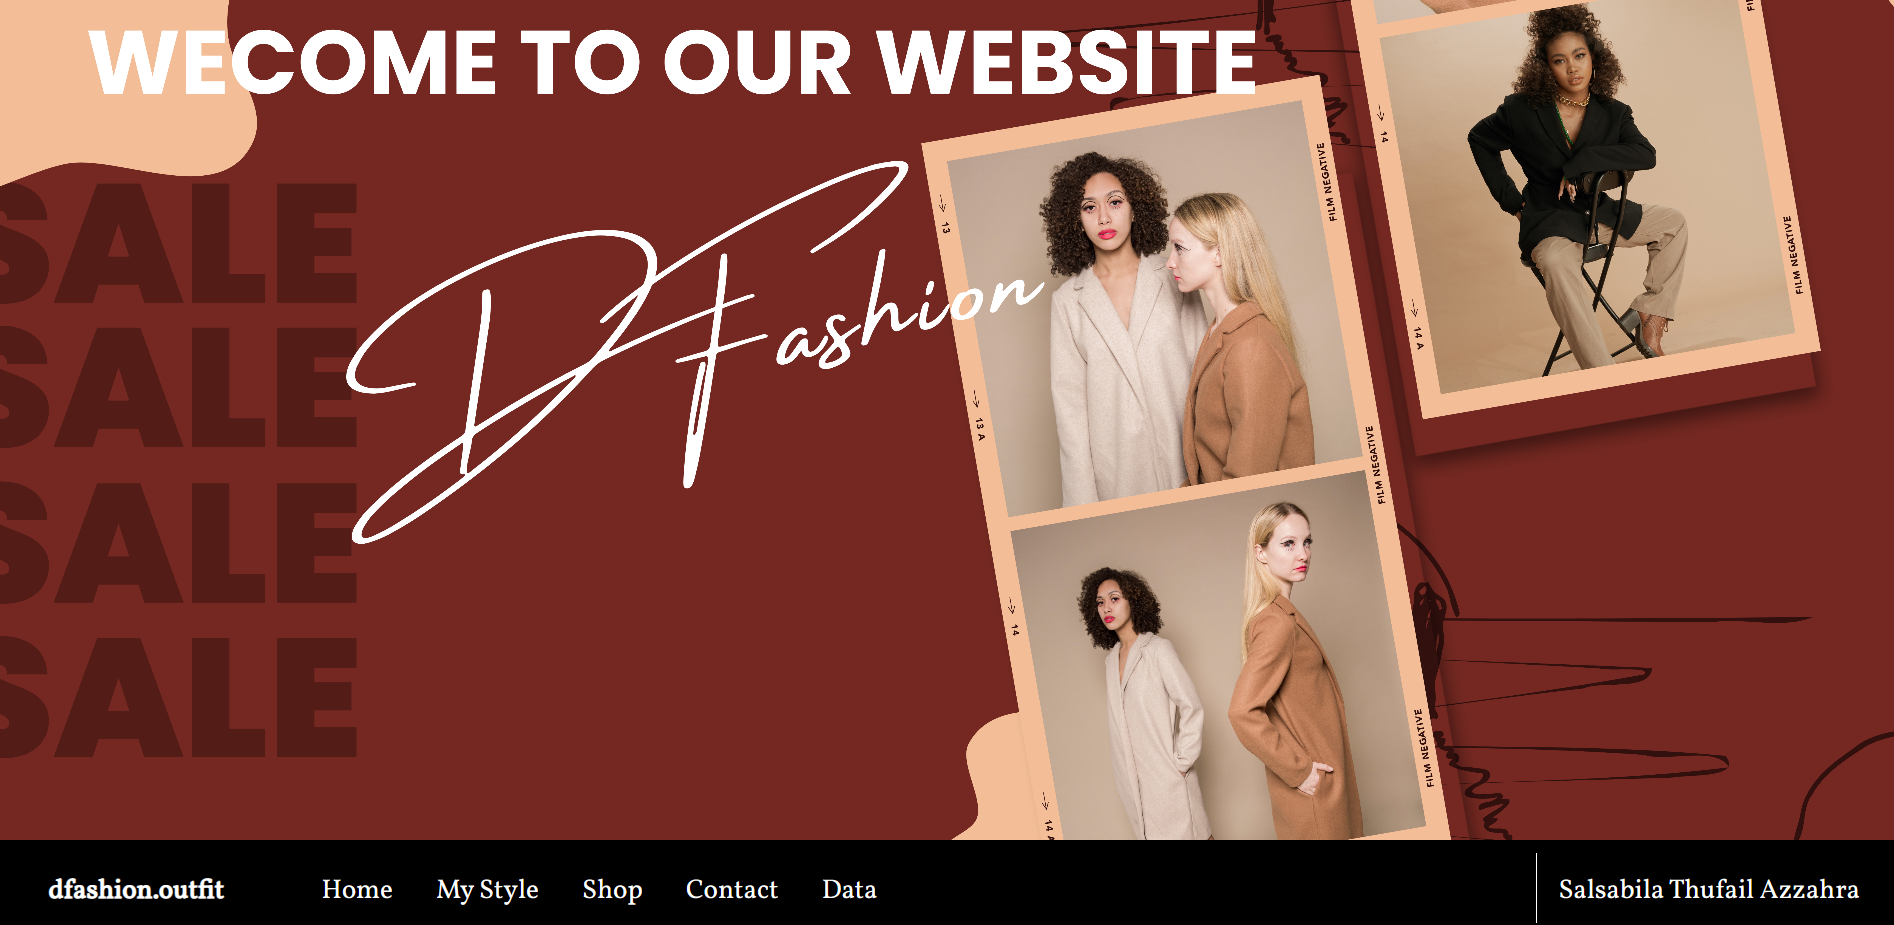 WECOME TO OUR WEBSITE
SALE
SALE
SALE
SALE
DFashion
13
FILM NEGATIVE
13 A
FILM NEGATIVE
14
FILM NEGATIVE
14 A
14
FILM NEGATIVE
14 A
dfashion.outfit Home My Style Shop Contact Data Salsabila Thufail Azzahra